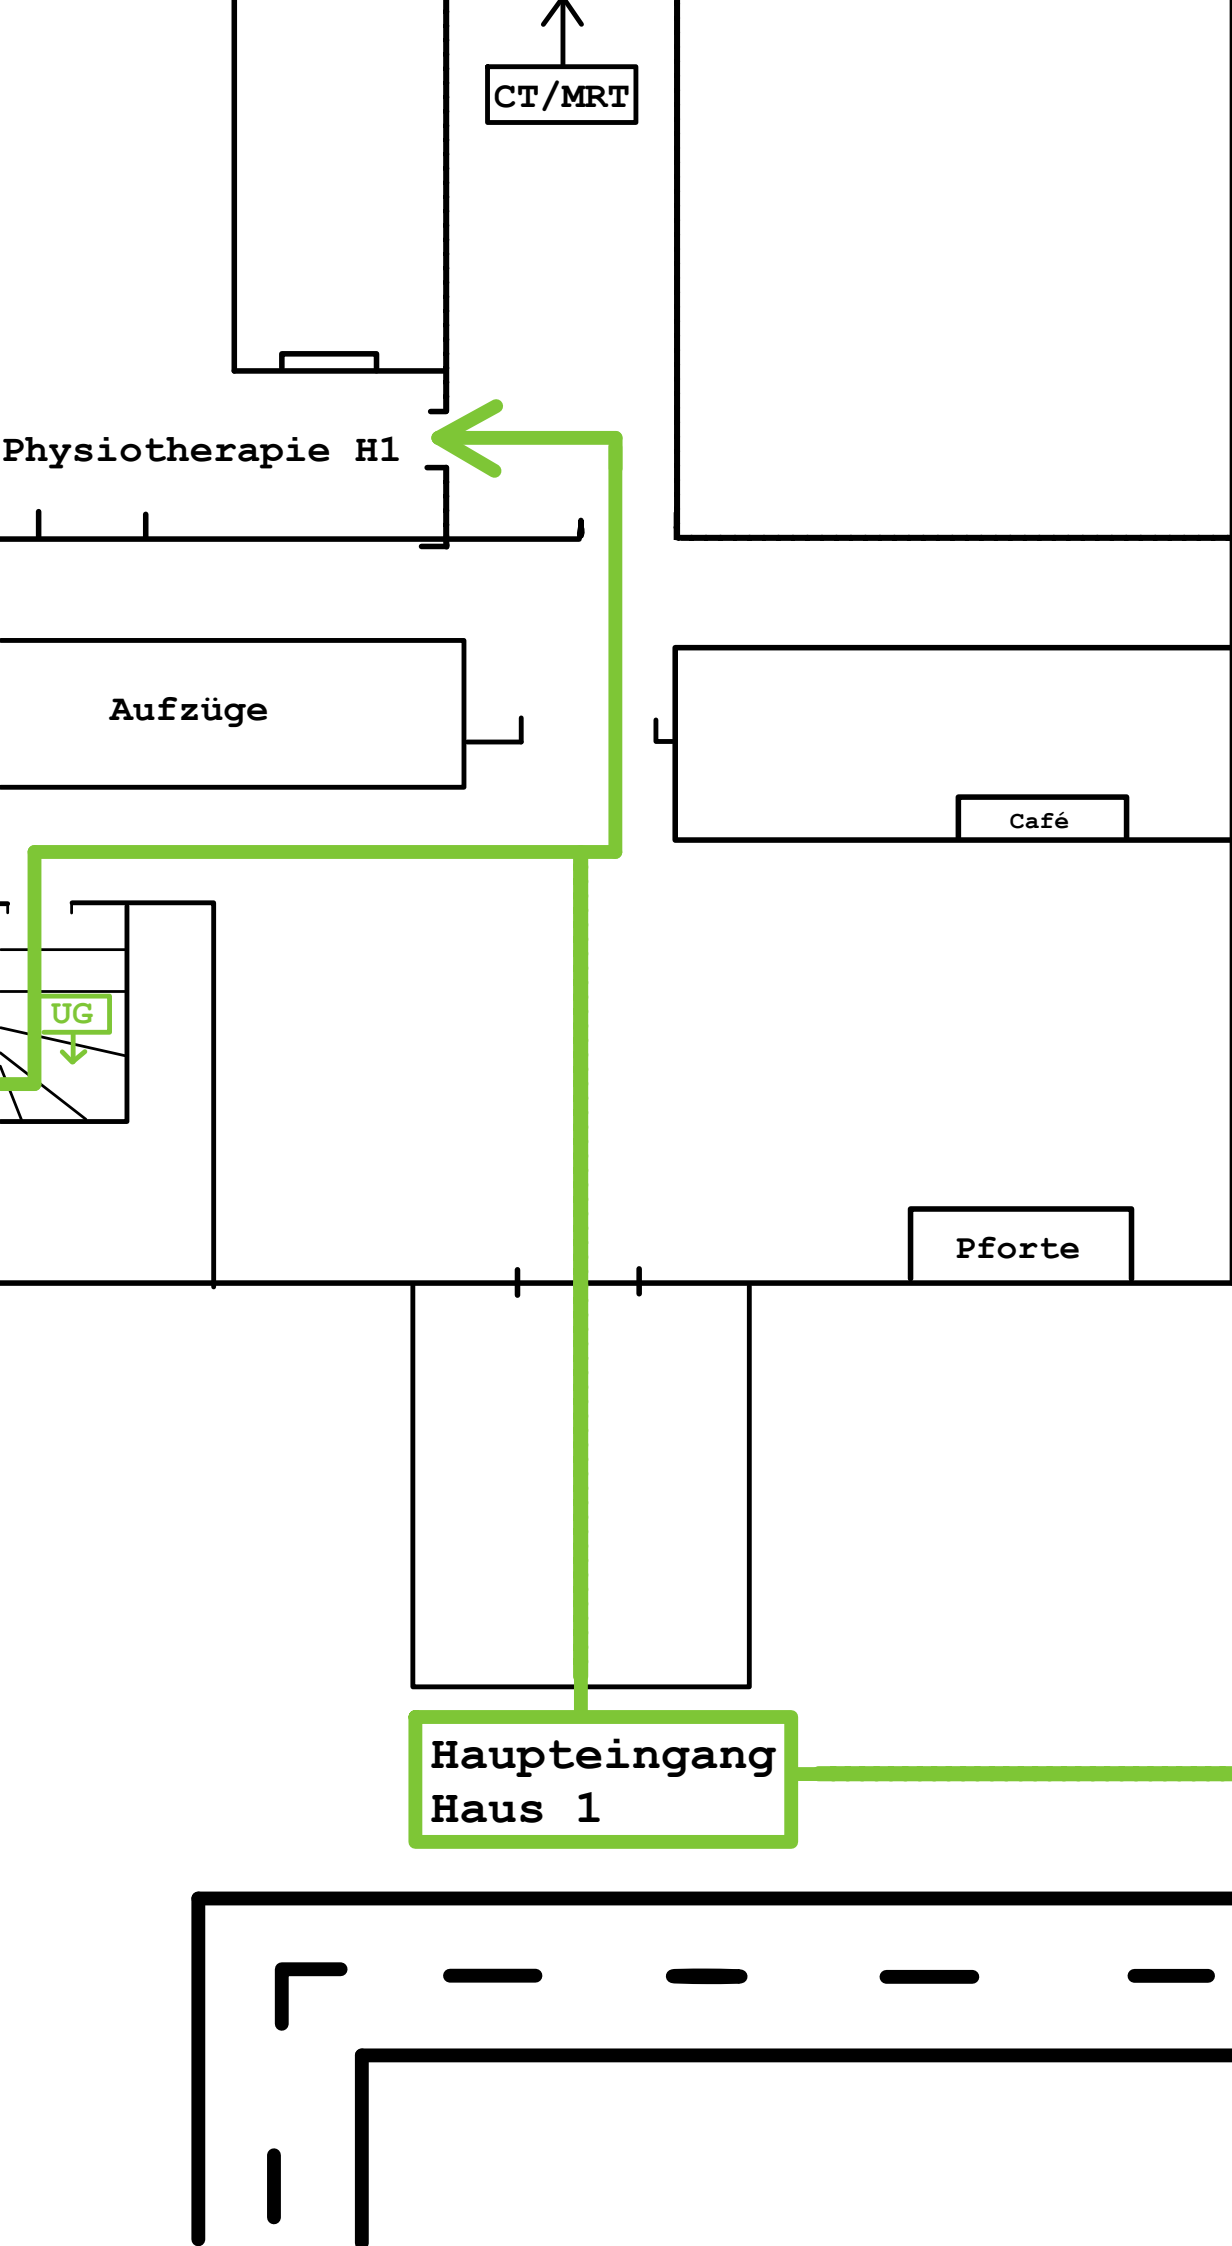 CT/MRT
Physiotherapie H1
Aufzüge
Café
UG
Pforte
Haupteingang
Haus 1